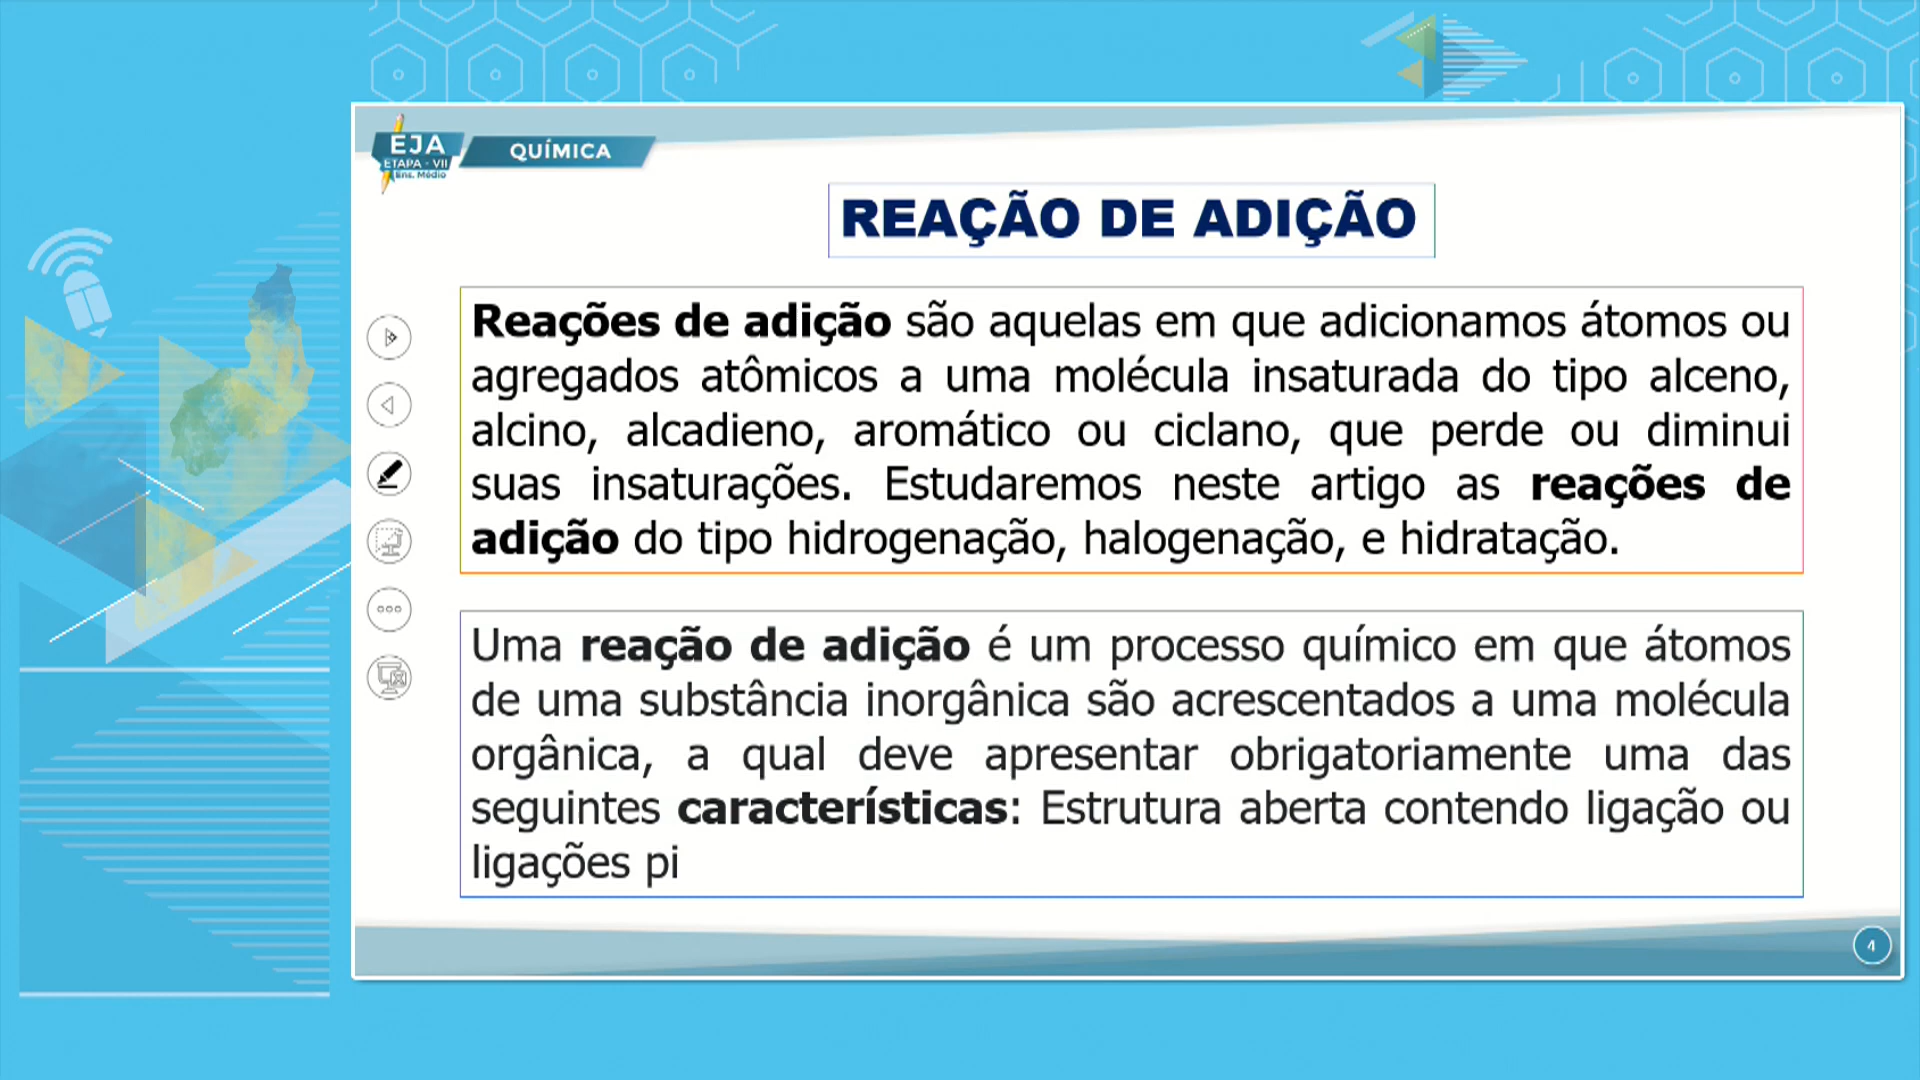 EJA
ETAPA - VII
Ens. Médio
QUÍMICA
REAÇÃO DE ADIÇÃO
Reações de adição são aquelas em que adicionamos átomos ou
agregados atômicos a uma molécula insaturada do tipo alceno,
alcino, alcadieno, aromático ou ciclano, que perde ou diminui
suas insaturações. Estudaremos neste artigo as reações de
adição do tipo hidrogenação, halogenação, e hidratação.
Uma reação de adição é um processo químico em que átomos
de uma substância inorgânica são acrescentados a uma molécula
orgânica, a qual deve apresentar obrigatoriamente uma das
seguintes características: Estrutura aberta contendo ligação ou
ligações pi
4